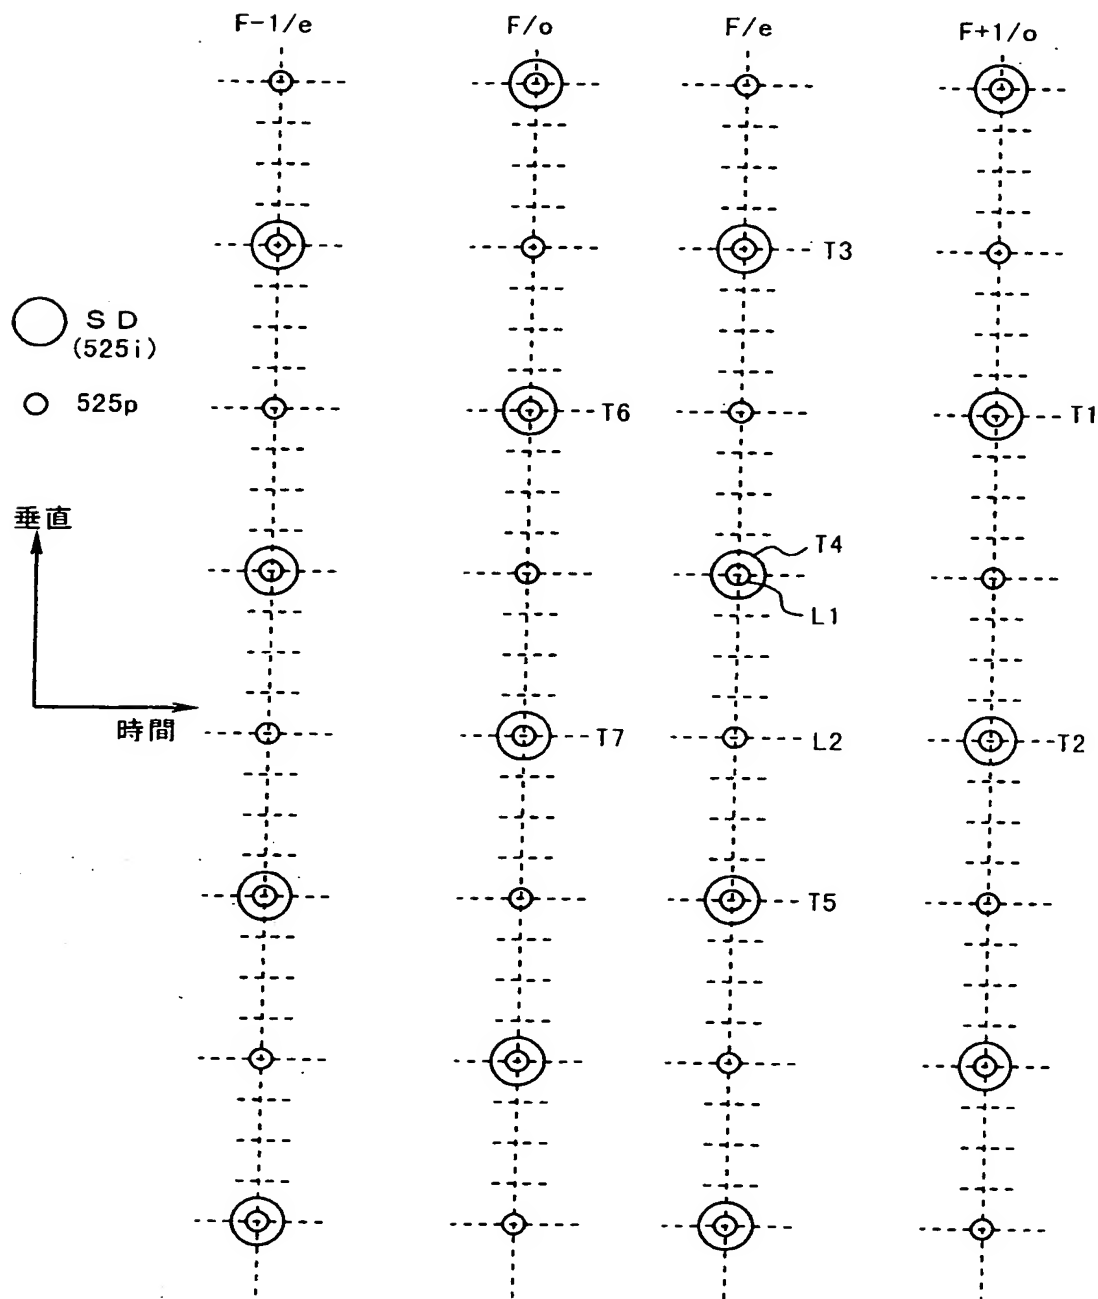 F-1/e F/o F/e F+1/o
T3
SD
(525i)
525p
T6 T1
垂直
T4
L1
時間
T7 L2 T2
T5